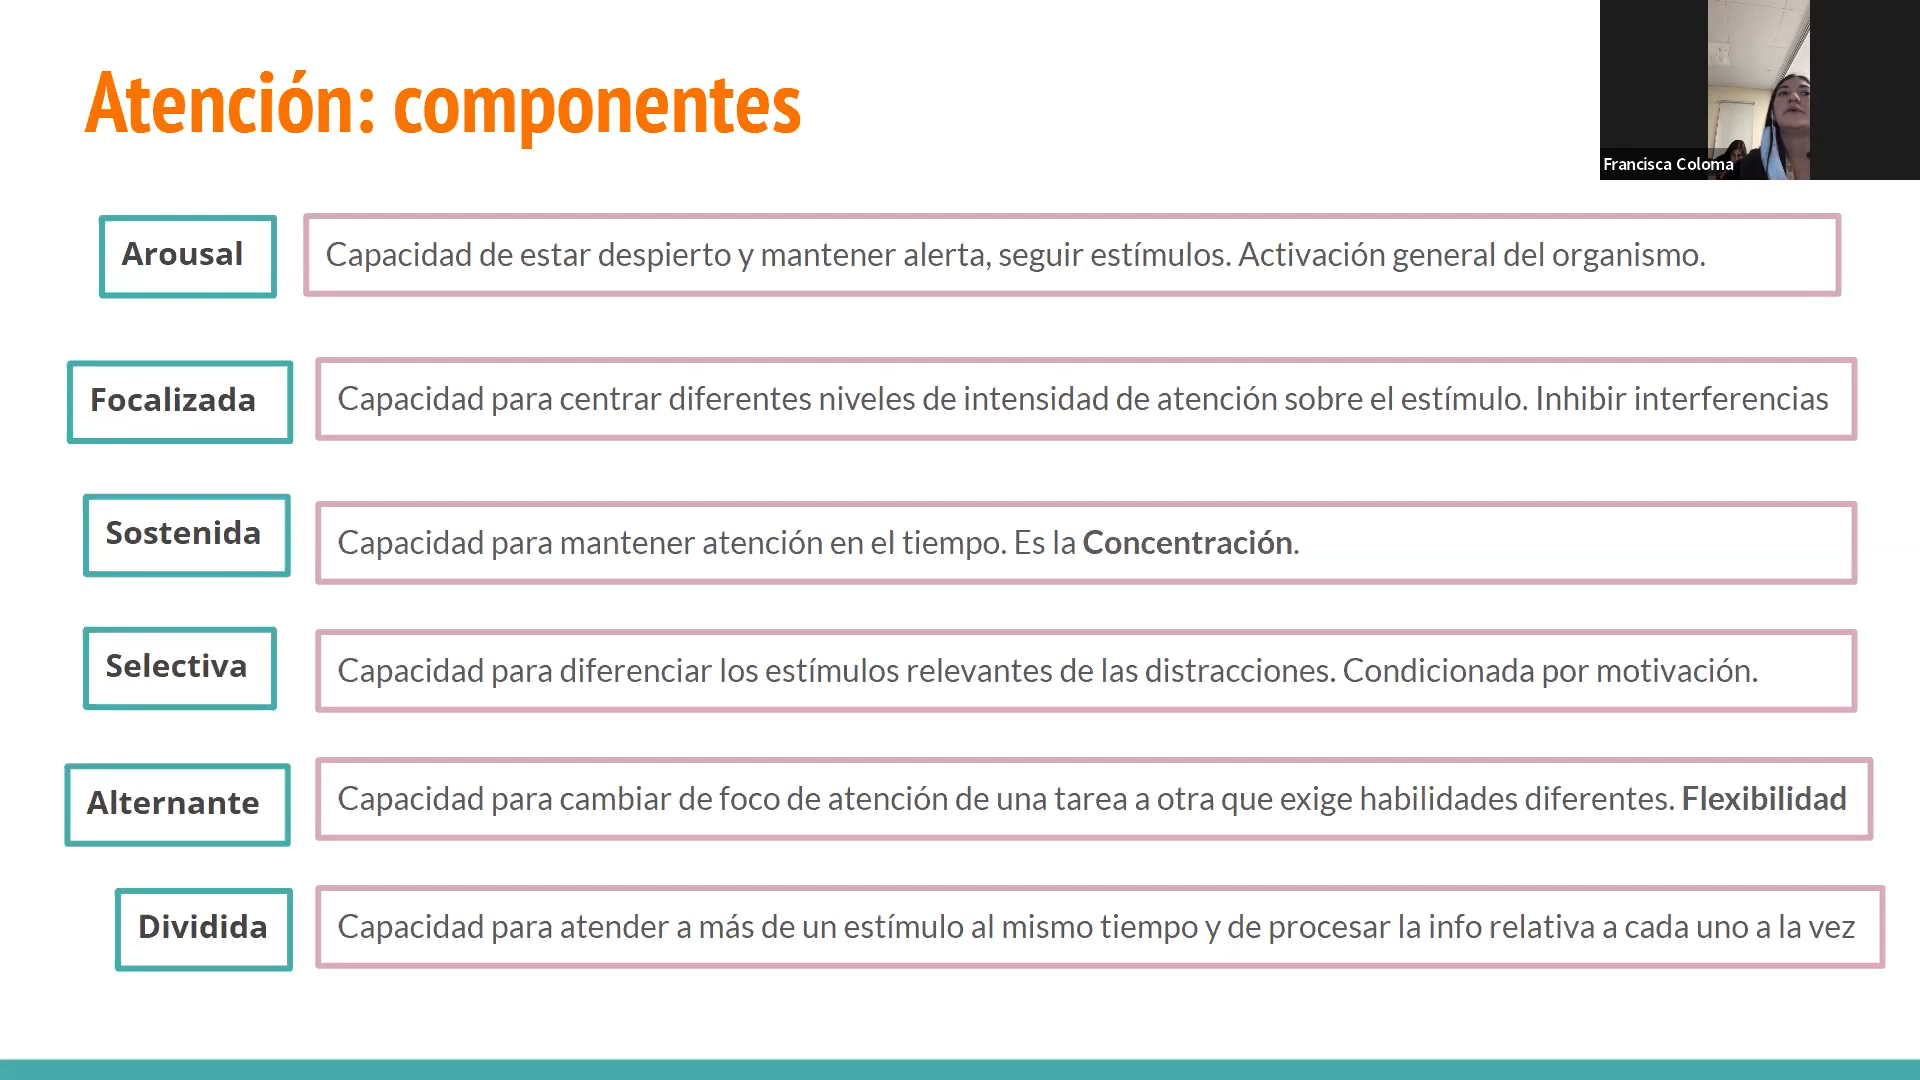 Atención: componentes
Francisca Coloma
Arousal
Capacidad de estar despierto y mantener alerta, seguir estímulos. Activación general del organismo.
Focalizada
Capacidad para centrar diferentes niveles de intensidad de atención sobre el estímulo. Inhibir interferencias
Sostenida
Capacidad para mantener atención en el tiempo. Es la Concentración.
Selectiva
Capacidad para diferenciar los estímulos relevantes de las distracciones. Condicionada por motivación.
Alternante
Capacidad para cambiar de foco de atención de una tarea a otra que exige habilidades diferentes. Flexibilidad
Dividida
Capacidad para atender a más de un estímulo al mismo tiempo y de procesar la info relativa a cada uno a la vez